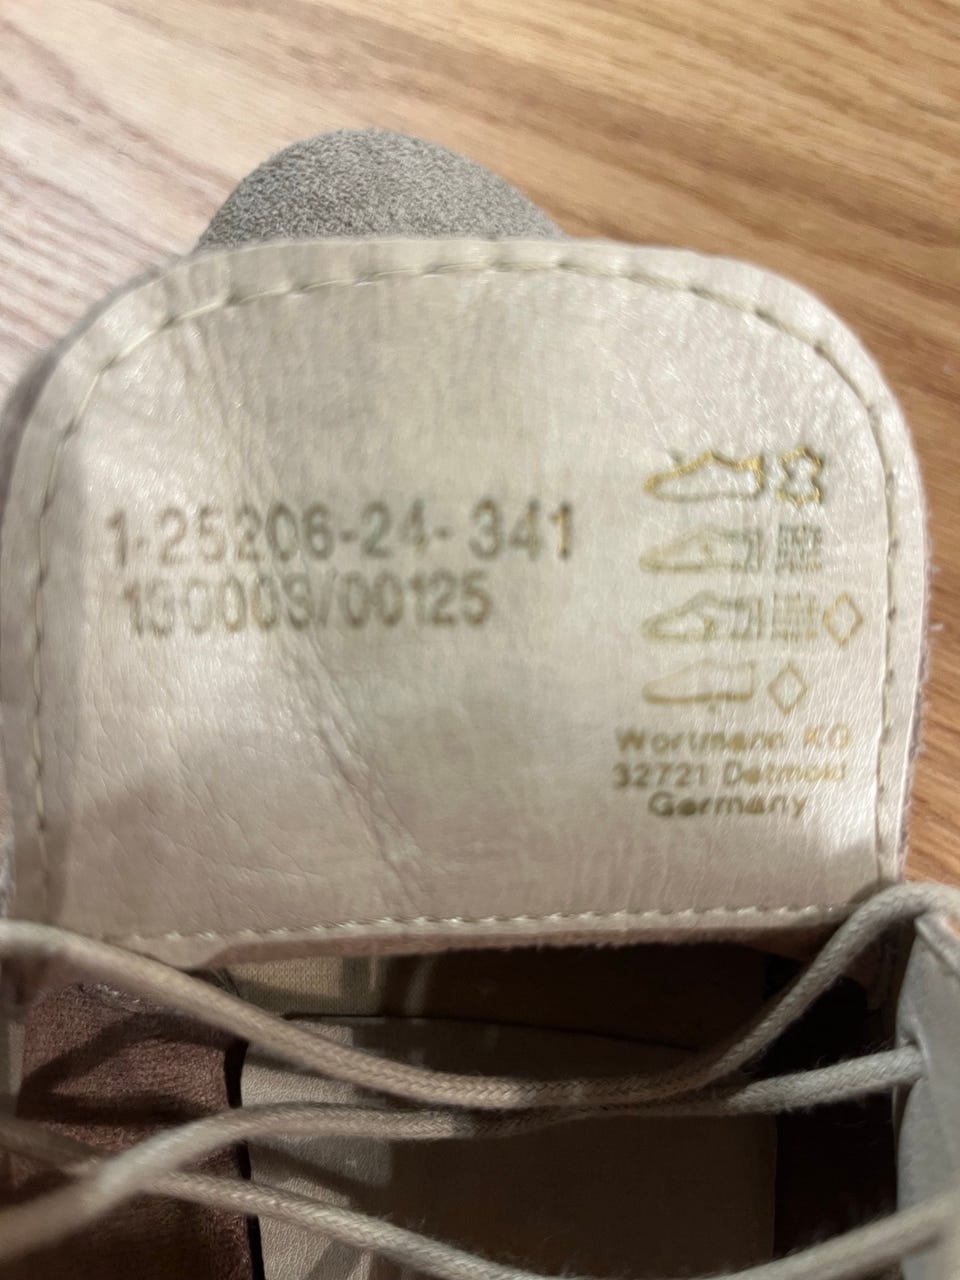 1-25206-24-341
130003/00125
Wortmann KG
32721 Detmold
Germany